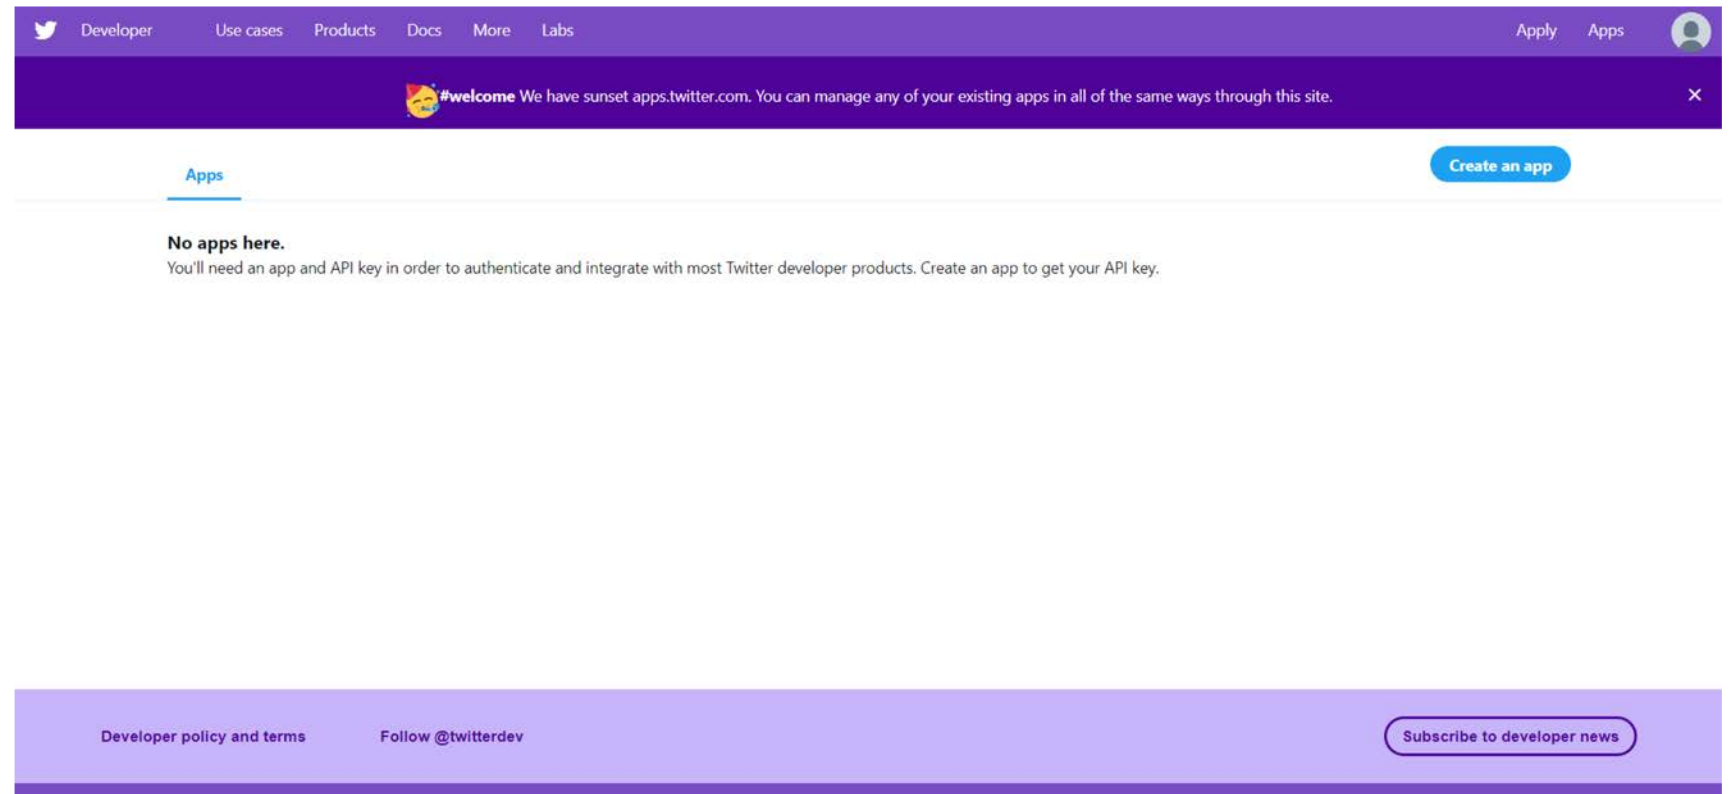 Developer Use cases Products Docs More Labs Apply Apps
#welcome We have sunset apps.twitter.com. You can manage any of your existing apps in all of the same ways through this site. ×
Apps Create an app
No apps here.
You'll need an app and API key in order to authenticate and integrate with most Twitter developer products. Create an app to get your API key.
Developer policy and terms Follow @twitterdev Subscribe to developer news